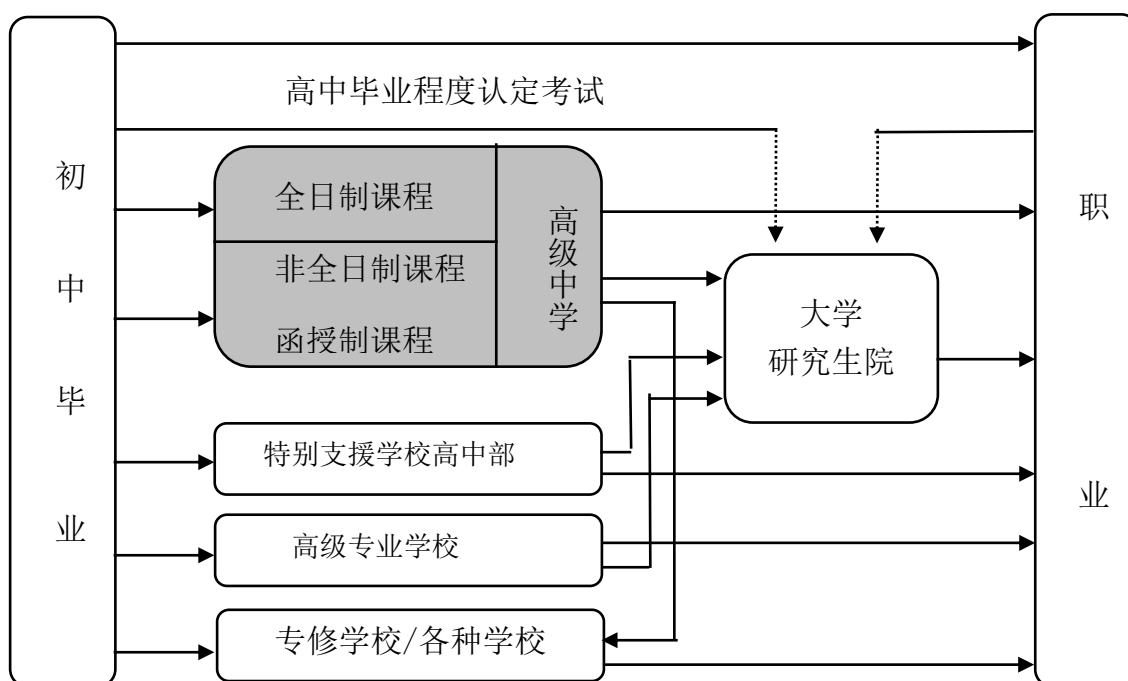 初中毕业
高中毕业程度认定考试
全日制课程
非全日制课程
函授制课程
高级中学
大学
研究生院
特别支援学校高中部
高级专业学校
专修学校/各种学校
职业